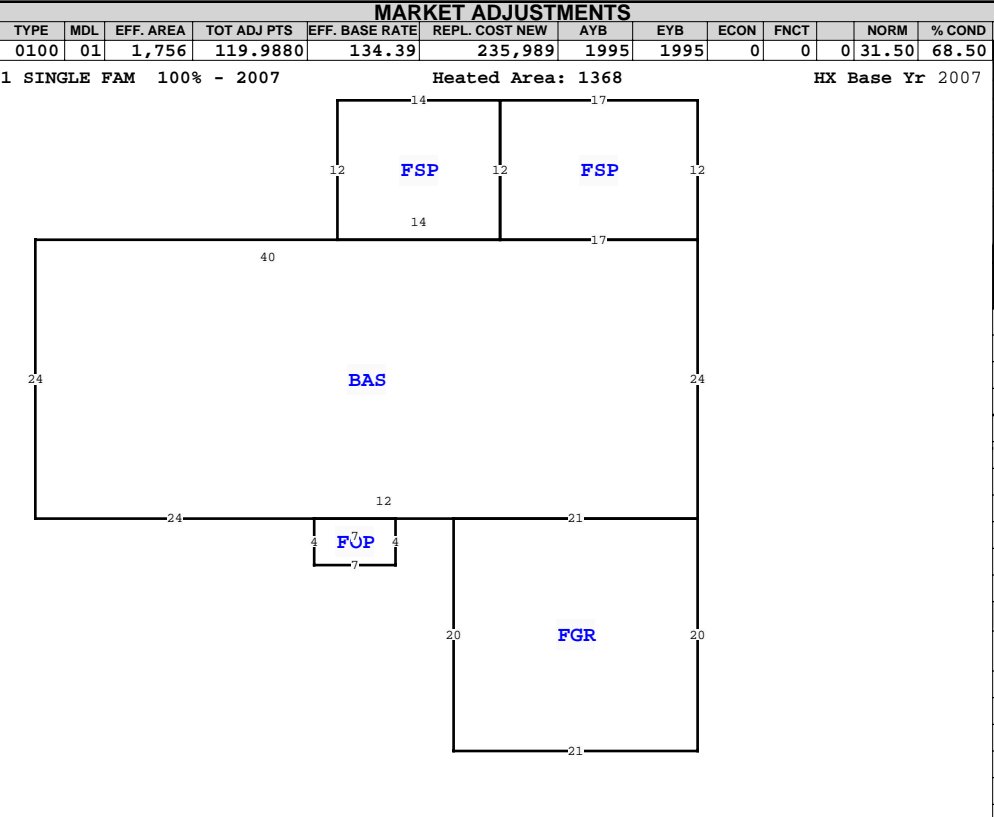 MARKET ADJUSTMENTS
TYPE MDL EFF. AREA TOT ADJ PTS EFF. BASE RATE REPL. COST NEW AYB EYB ECON FNCT NORM % COND
0100 01 1,756 119.9880 134.39 235,989 1995 1995 0 0 0 31.50 68.50
1 SINGLE FAM 100% - 2007 Heated Area: 1368 HX Base Yr 2007
14 17
12 FSP 12 FSP 12
14
17
40
24 BAS 24
12
24 21
4 FOP 7 4
7
20 FGR 20
21